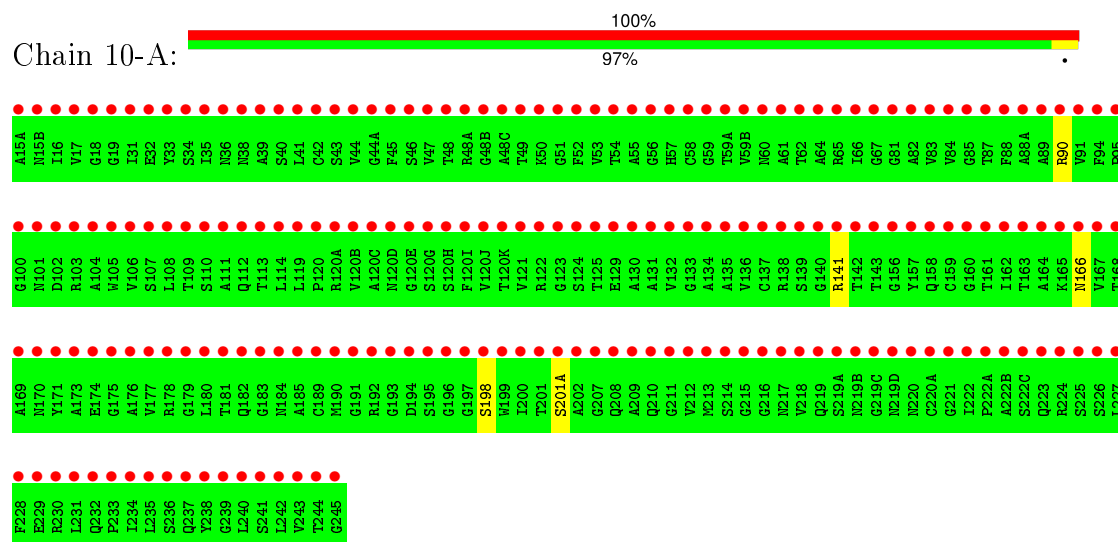 100%
Chain 10-A:
97%
A15A N15B I16 V17 G18 G19 I31 E32 Y33 S34 I35 N36 N38 A39 S40 L41 C42 S43 V44 G44A F45 S46 V47 T48 R48A G48B A48C T49 K50 G51 F52 V53 T54 A55 G56 H57 C58 G59 T59A V59B N60 A61 T62 A64 R65 I66 G67 G81 A82 V83 V84 G85 T87 F88 A88A A89 R90 V91 F94 P95
G100 N101 D102 R103 A104 W105 V106 S107 L108 T109 S110 A111 Q112 T113 L114 L119 P120 R120A V120B A120C N120D G120E S120G S120H F120I V120J T120K V121 R122 G123 S124 T125 E129 A130 A131 V132 G133 A134 A135 V136 C137 R138 S139 G140 R141 T142 T143 G156 Y157 Q158 C159 G160 T161 I162 T163 A164 K165 N166 V167 T168
A169 N170 Y171 A173 E174 G175 A176 V177 R178 G179 L180 T181 Q182 G183 N184 A185 C189 M190 G191 R192 G193 D194 S195 G196 G197 S198 W199 I200 T201 S201A A202 G207 Q208 A209 Q210 G211 V212 M213 S214 G215 G216 N217 V218 Q219 S219A N219B G219C N219D N220 C220A G221 I222 P222A A222B S222C Q223 R224 S225 S226 L227
F228 E229 R230 L231 Q232 P233 I234 L235 S236 Q237 Y238 G239 L240 S241 L242 V243 T244 G245